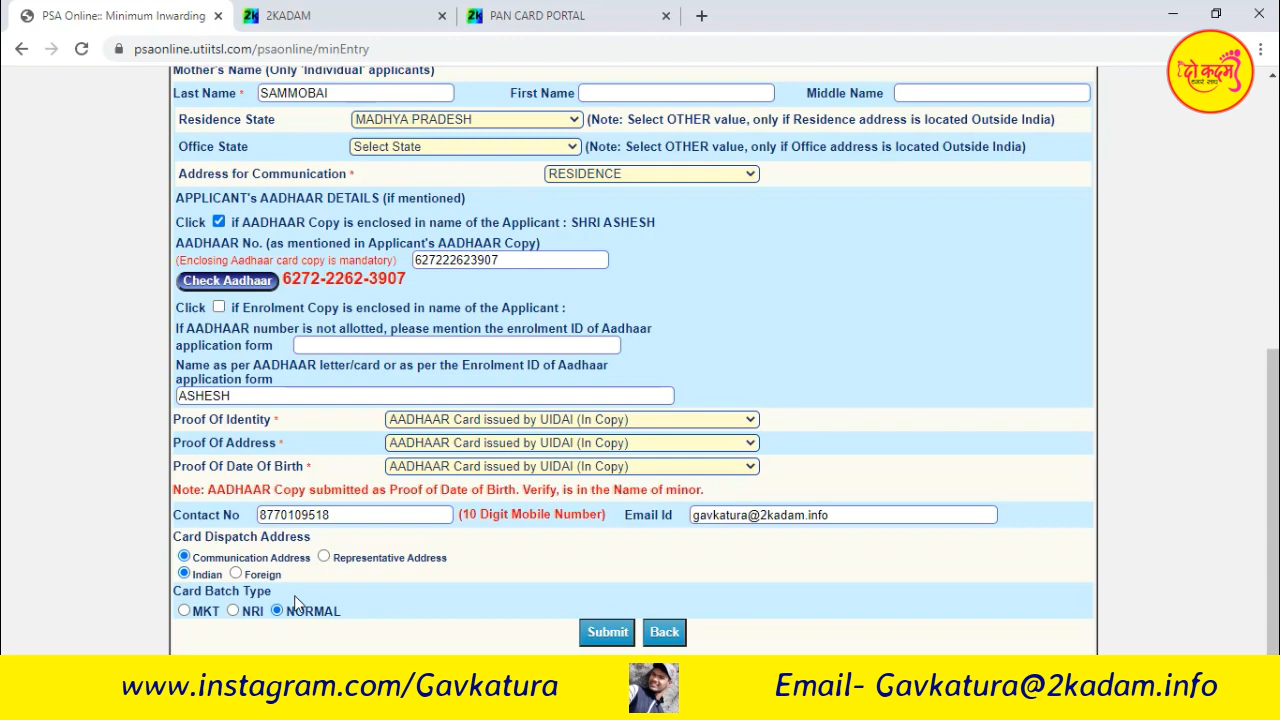 PSA Online:: Minimum Inwarding
2KADAM
PAN CARD PORTAL
psaonline.utiitsl.com/psaonline/minEntry
दो कदम
Mother's Name (Only 'Individual' applicants)
Last Name * SAMMOBAI First Name Middle Name
Residence State MADHYA PRADESH (Note: Select OTHER value, only if Residence address is located Outside India)
Office State Select State (Note: Select OTHER value, only if Office address is located Outside India)
Address for Communication * RESIDENCE
APPLICANT's AADHAAR DETAILS (if mentioned)
Click if AADHAAR Copy is enclosed in name of the Applicant : SHRI ASHESH
AADHAAR No. (as mentioned in Applicant's AADHAAR Copy)
(Enclosing Aadhaar card copy is mandatory) 627222623907
Check Aadhaar 6272-2262-3907
Click if Enrolment Copy is enclosed in name of the Applicant :
If AADHAAR number is not allotted, please mention the enrolment ID of Aadhaar
application form
Name as per AADHAAR letter/card or as per the Enrolment ID of Aadhaar
application form
ASHESH
Proof Of Identity * AADHAAR Card issued by UIDAI (In Copy)
Proof Of Address * AADHAAR Card issued by UIDAI (In Copy)
Proof Of Date Of Birth * AADHAAR Card issued by UIDAI (In Copy)
Note: AADHAAR Copy submitted as Proof of Date of Birth. Verify, is in the Name of minor.
Contact No 8770109518 (10 Digit Mobile Number) Email Id gavkatura@2kadam.info
Card Dispatch Address
Communication Address Representative Address
Indian Foreign
Card Batch Type
MKT NRI NORMAL
Submit Back
www.instagram.com/Gavkatura Email- Gavkatura@2kadam.info